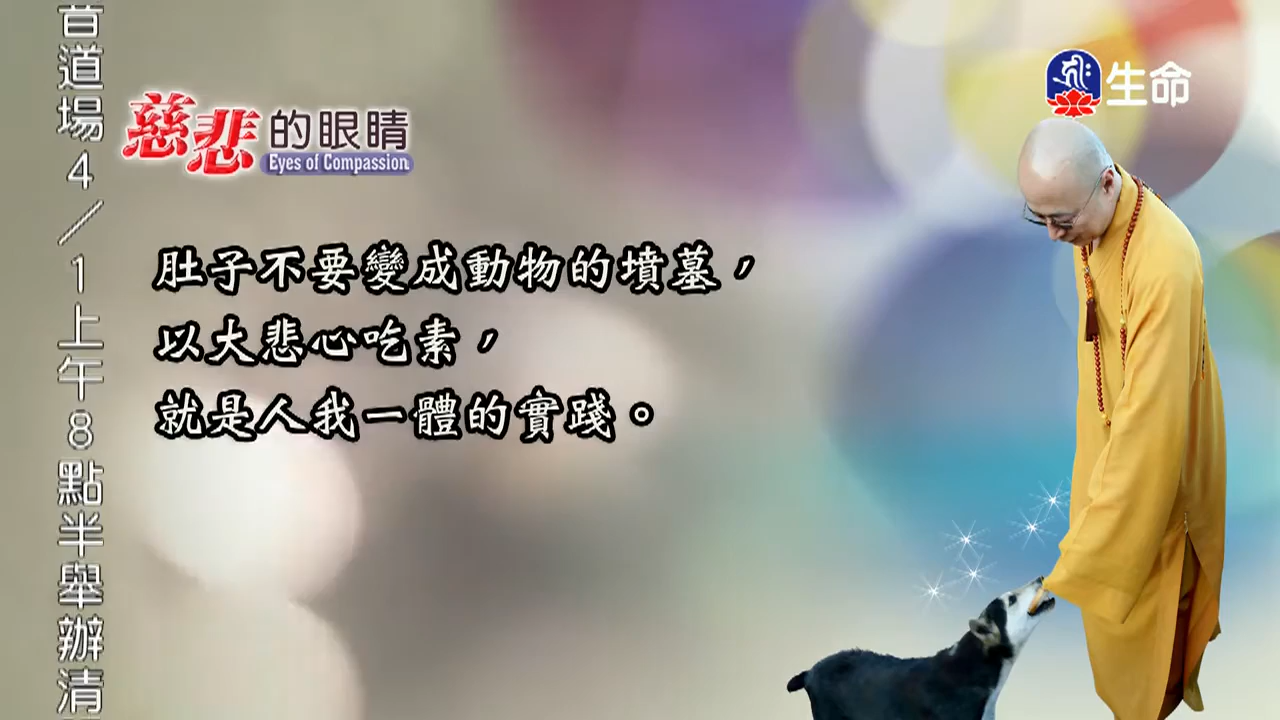 首道場4／1上午8點半舉辦清
慈悲的眼睛
Eyes of Compassion
生命
肚子不要變成動物的墳墓，
以大悲心吃素，
就是人我一體的實踐。